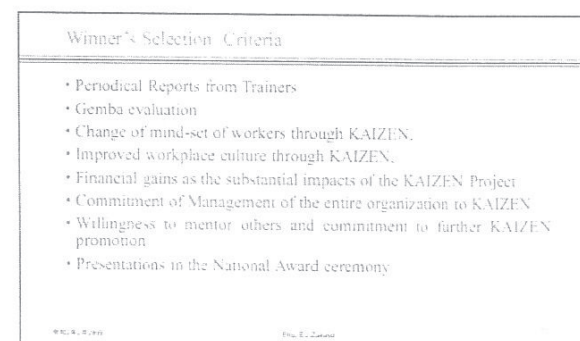 Winner's Selection Criteria
• Periodical Reports from Trainers
• Gemba evaluation
• Change of mind-set of workers through KAIZEN.
• Improved workplace culture through KAIZEN.
• Financial gains as the substantial impacts of the KAIZEN Project
• Commitment of Management of the entire organization to KAIZEN
• Willingness to mentor others and commitment to further KAIZEN
promotion
• Presentations in the National Award ceremony